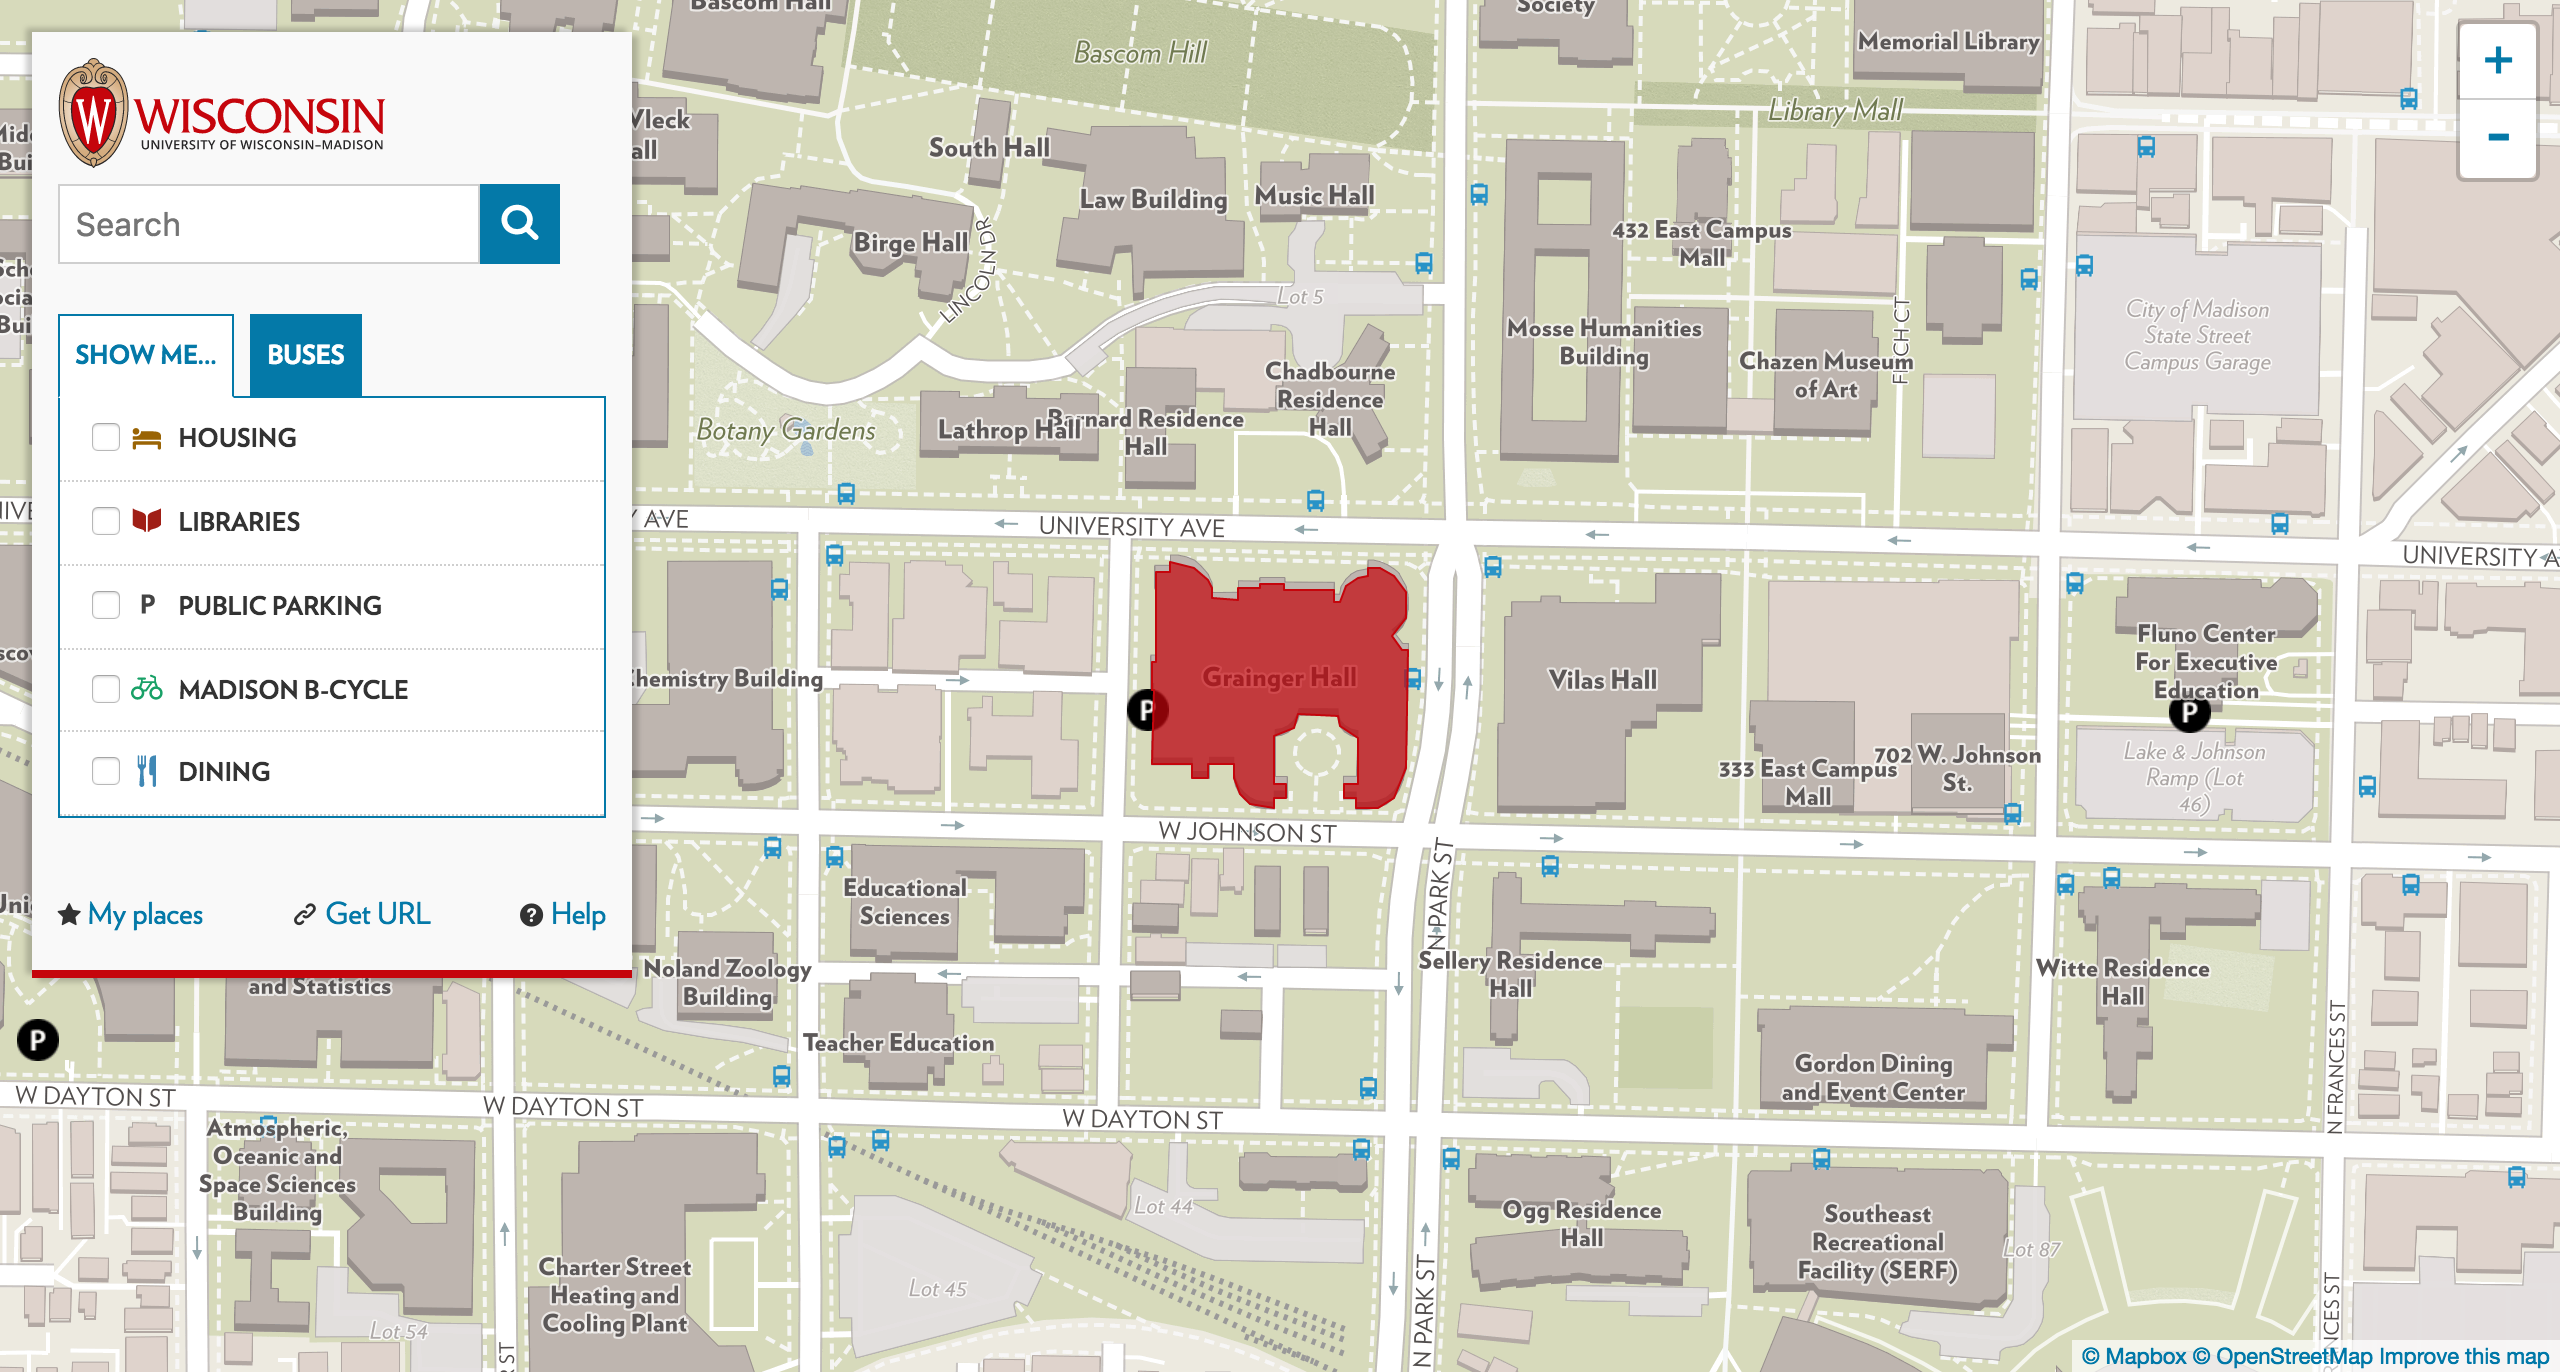 WISCONSIN
UNIVERSITY OF WISCONSIN–MADISON
Search
SHOW ME...
BUSES
HOUSING
LIBRARIES
P PUBLIC PARKING
MADISON B-CYCLE
DINING
My places
Get URL
Help
+
−
Bascom Hall
Bascom Hill
Society
Memorial Library
Library Mall
South Hall
Law Building
Music Hall
Birge Hall
LINCOLN DR
Lot 5
432 East Campus
Mall
Mosse Humanities
Building
Chazen Museum
of Art
City of Madison
State Street
Campus Garage
Chadbourne
Residence
Hall
Botany Gardens
Lathrop Hall
Barnard Residence
Hall
AVE
UNIVERSITY AVE
UNIVERSITY A
Grainger Hall
P
Vilas Hall
Fluno Center
For Executive
Education
P
Lake & Johnson
Ramp (Lot
46)
702 W. Johnson
St.
333 East Campus
Mall
W JOHNSON ST
Educational
Sciences
N PARK ST
Noland Zoology
Building
and Statistics
Sellery Residence
Hall
Witte Residence
Hall
Teacher Education
P
Gordon Dining
and Event Center
N FRANCES ST
W DAYTON ST
W DAYTON ST
W DAYTON ST
Atmospheric,
Oceanic and
Space Sciences
Building
Lot 44
Ogg Residence
Hall
Southeast
Recreational
Facility (SERF)
Lot 87
Charter Street
Heating and
Cooling Plant
Lot 45
Lot 54
N PARK ST
© Mapbox © OpenStreetMap Improve this map